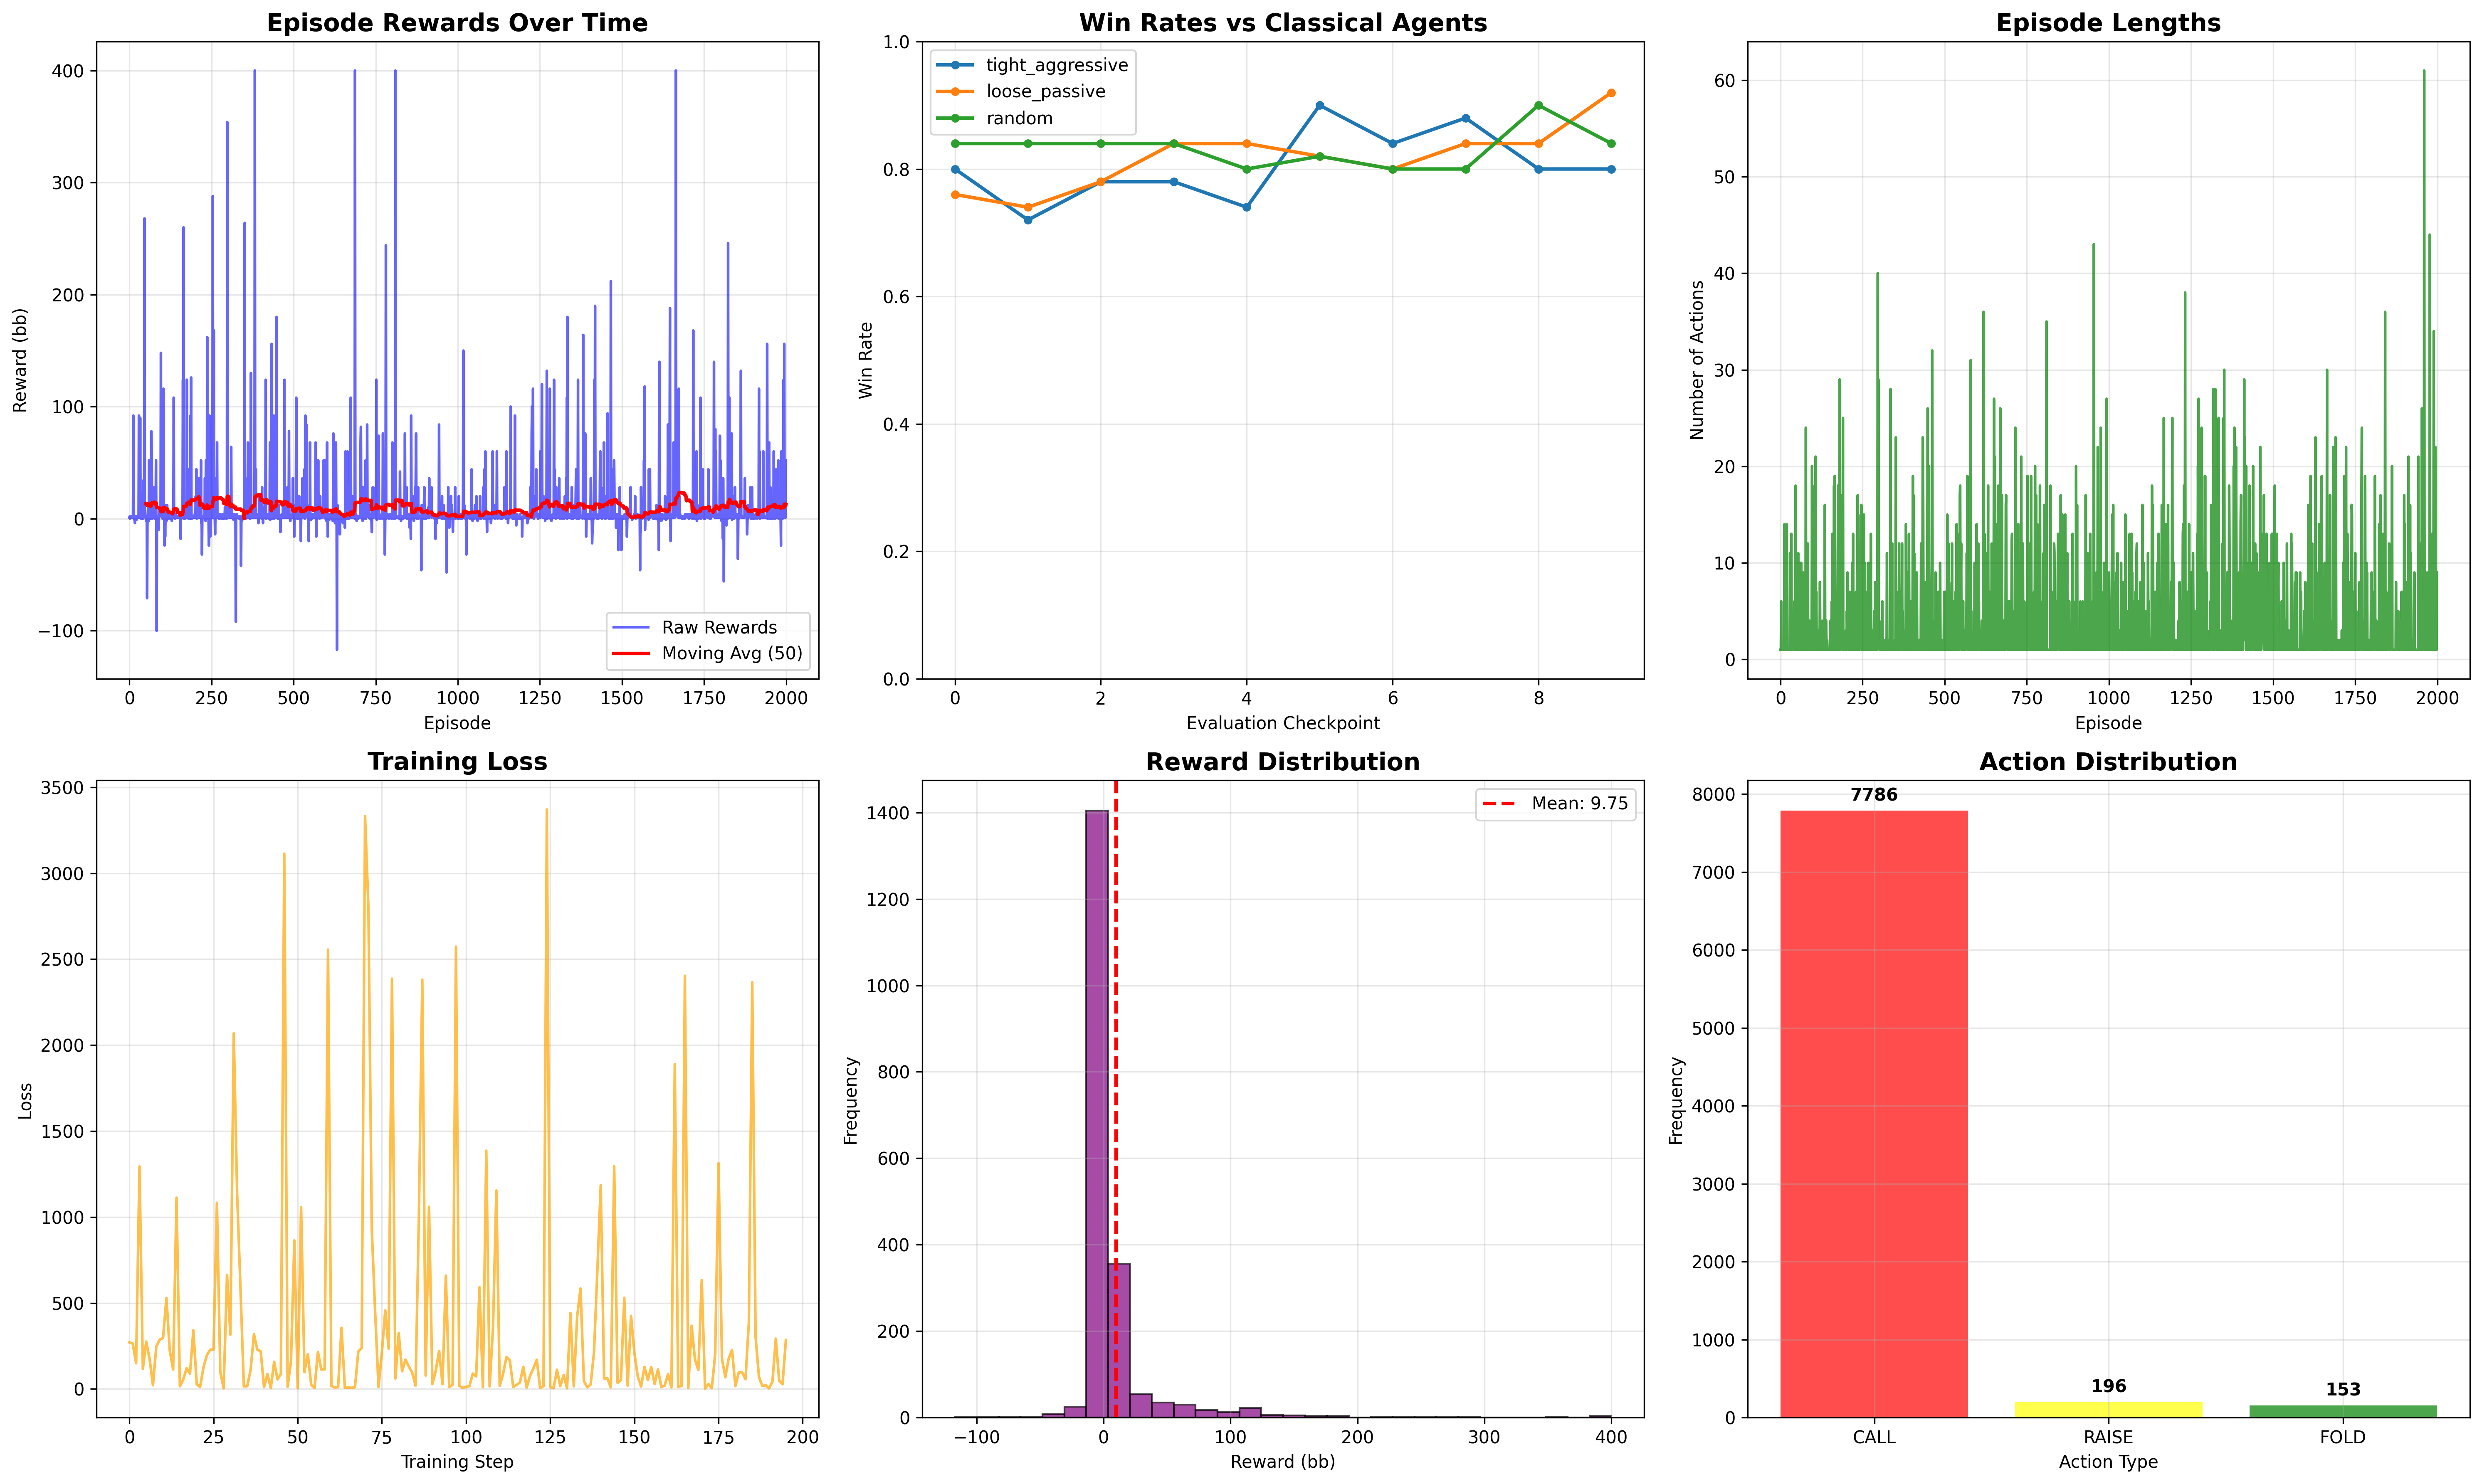 Episode Rewards Over Time
Reward (bb)
400
300
200
100
0
−100
0 250 500 750 1000 1250 1500 1750 2000
Episode
Raw Rewards
Moving Avg (50)
Win Rates vs Classical Agents
Win Rate
1.0
0.8
0.6
0.4
0.2
0.0
0 2 4 6 8
Evaluation Checkpoint
tight_aggressive
loose_passive
random
Episode Lengths
Number of Actions
60
50
40
30
20
10
0
0 250 500 750 1000 1250 1500 1750 2000
Episode
Training Loss
Loss
3500
3000
2500
2000
1500
1000
500
0
0 25 50 75 100 125 150 175 200
Training Step
Reward Distribution
Frequency
1400
1200
1000
800
600
400
200
0
−100 0 100 200 300 400
Reward (bb)
Mean: 9.75
Action Distribution
Frequency
8000
7000
6000
5000
4000
3000
2000
1000
0
7786
196
153
CALL RAISE FOLD
Action Type